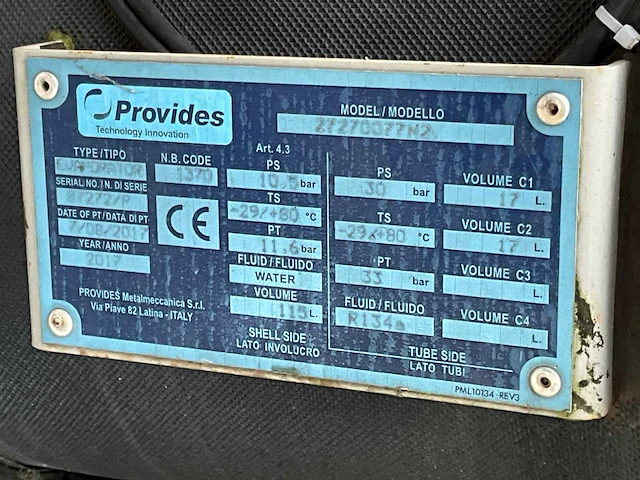 Provides
Technology Innovation
MODEL / MODELLO
TYPE / TIPO
EVAPORATOR
N.B. CODE
1370
Art. 4.3
PS
10.5 bar
PS
30 bar
VOLUME C1
17 L.
SERIAL. NO. / N. DI SERIE
CE
TS
-29/+80 °C
TS
-29/+80 °C
VOLUME C2
17 L.
DATE OF PT / DATA DI PT
7/08/2017
PT
11.6 bar
PT
33 bar
VOLUME C3
L.
YEAR / ANNO
2017
FLUID / FLUIDO
WATER
FLUID / FLUIDO
R134a
VOLUME C4
L.
VOLUME
115 L.
PROVIDES Metalmeccanica S.r.l.
Via Piave 82 Latina - ITALY
SHELL SIDE
LATO INVOLUCRO
TUBE SIDE
LATO TUBI
PML10134-REV3